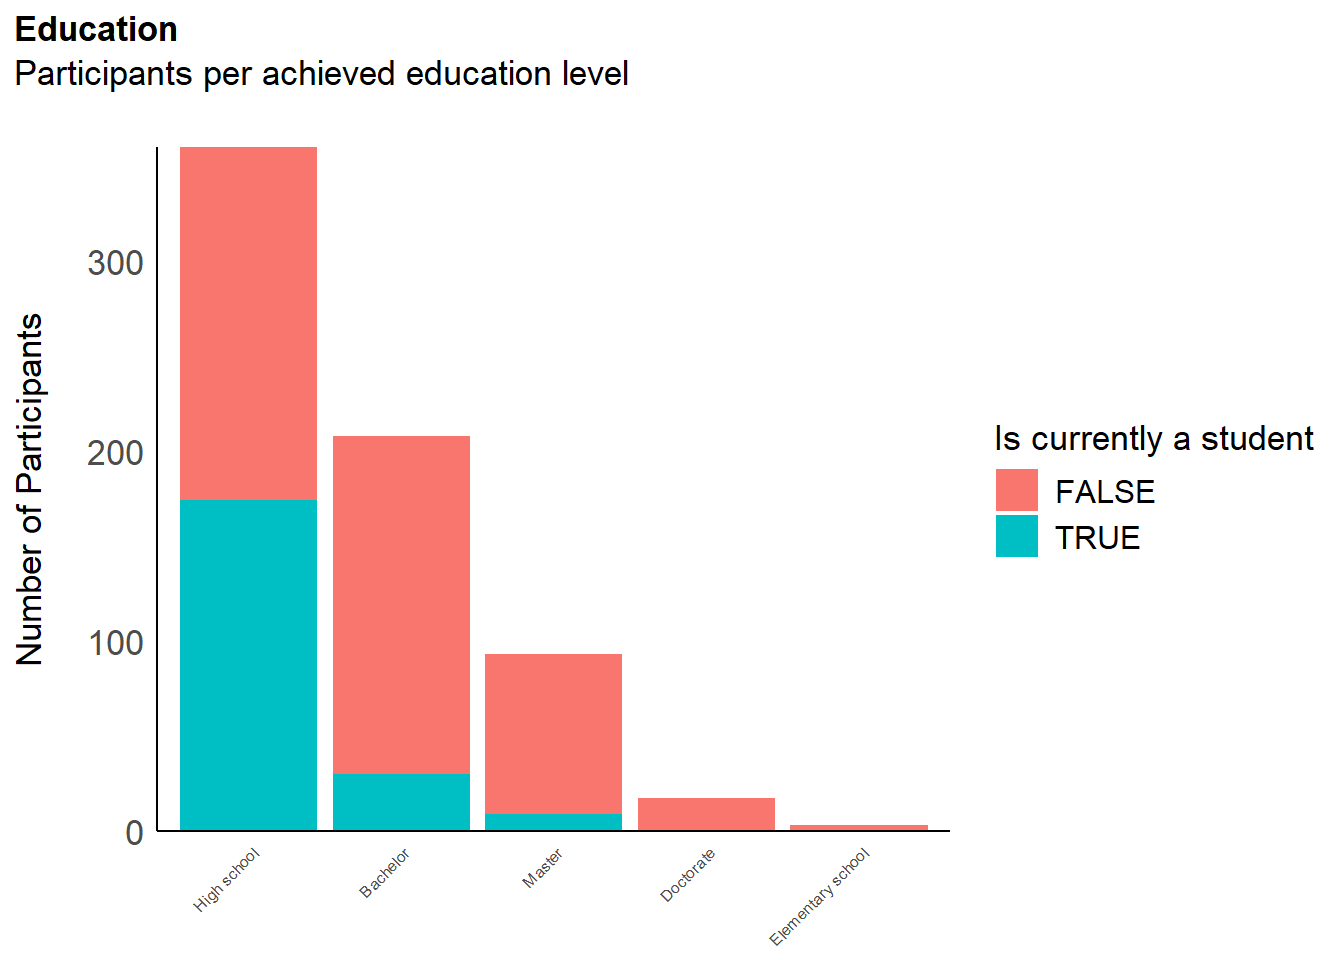 Education
Participants per achieved education level
Number of Participants
300
200
100
0
High school
Bachelor
Master
Doctorate
Elementary school
Is currently a student
FALSE
TRUE